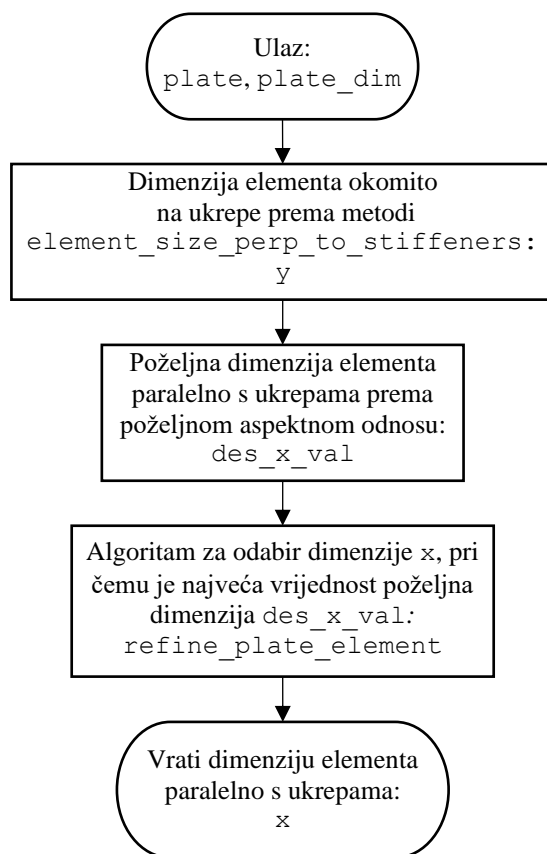 Ulaz:
plate, plate_dim
Dimenzija elementa okomito
na ukrepe prema metodi
element_size_perp_to_stiffeners:
y
Poželjna dimenzija elementa
paralelno s ukrepama prema
poželjnom aspektnom odnosu:
des_x_val
Algoritam za odabir dimenzije x, pri
čemu je najveća vrijednost poželjna
dimenzija des_x_val:
refine_plate_element
Vrati dimenziju elementa
paralelno s ukrepama:
x